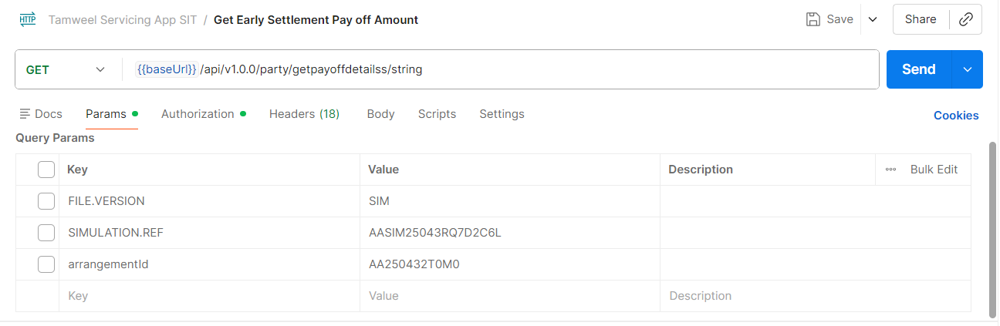 HTTP Tamweel Servicing App SIT / Get Early Settlement Pay off Amount Save Share
GET {{baseUrl}} /api/v1.0.0/party/getpayoffdetailss/string Send
Docs Params Authorization Headers (18) Body Scripts Settings Cookies
Query Params
Key Value Description Bulk Edit
FILE.VERSION SIM
SIMULATION.REF AASIM25043RQ7D2C6L
arrangementId AA250432T0M0
Key Value Description